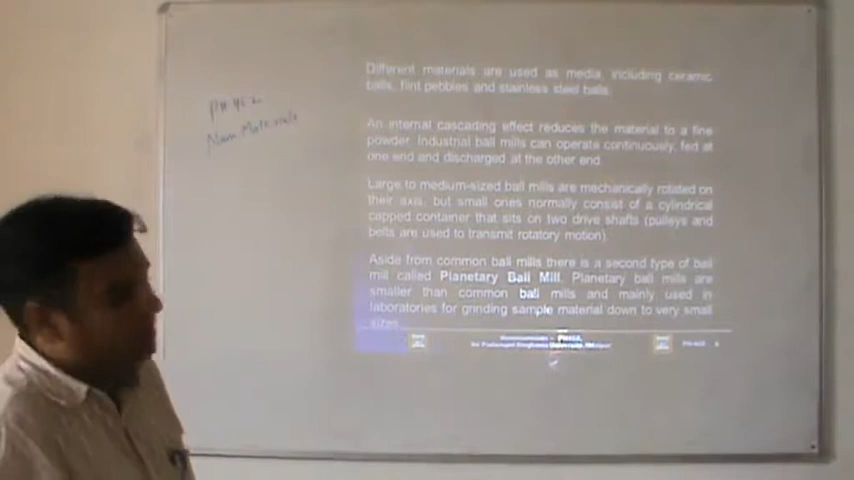 PH 452
Nano Materials
Different materials are used as media, including ceramic
balls, flint pebbles and stainless steel balls.
An internal cascading effect reduces the material to a fine
powder. Industrial ball mills can operate continuously, fed at
one end and discharged at the other end.
Large to medium-sized ball mills are mechanically rotated on
their axis, but small ones normally consist of a cylindrical
capped container that sits on two drive shafts (pulleys and
belts are used to transmit rotatory motion).
Aside from common ball mills there is a second type of ball
mill called Planetary Ball Mill. Planetary ball mills are
smaller than common ball mills and mainly used in
laboratories for grinding sample material down to very small
sizes.